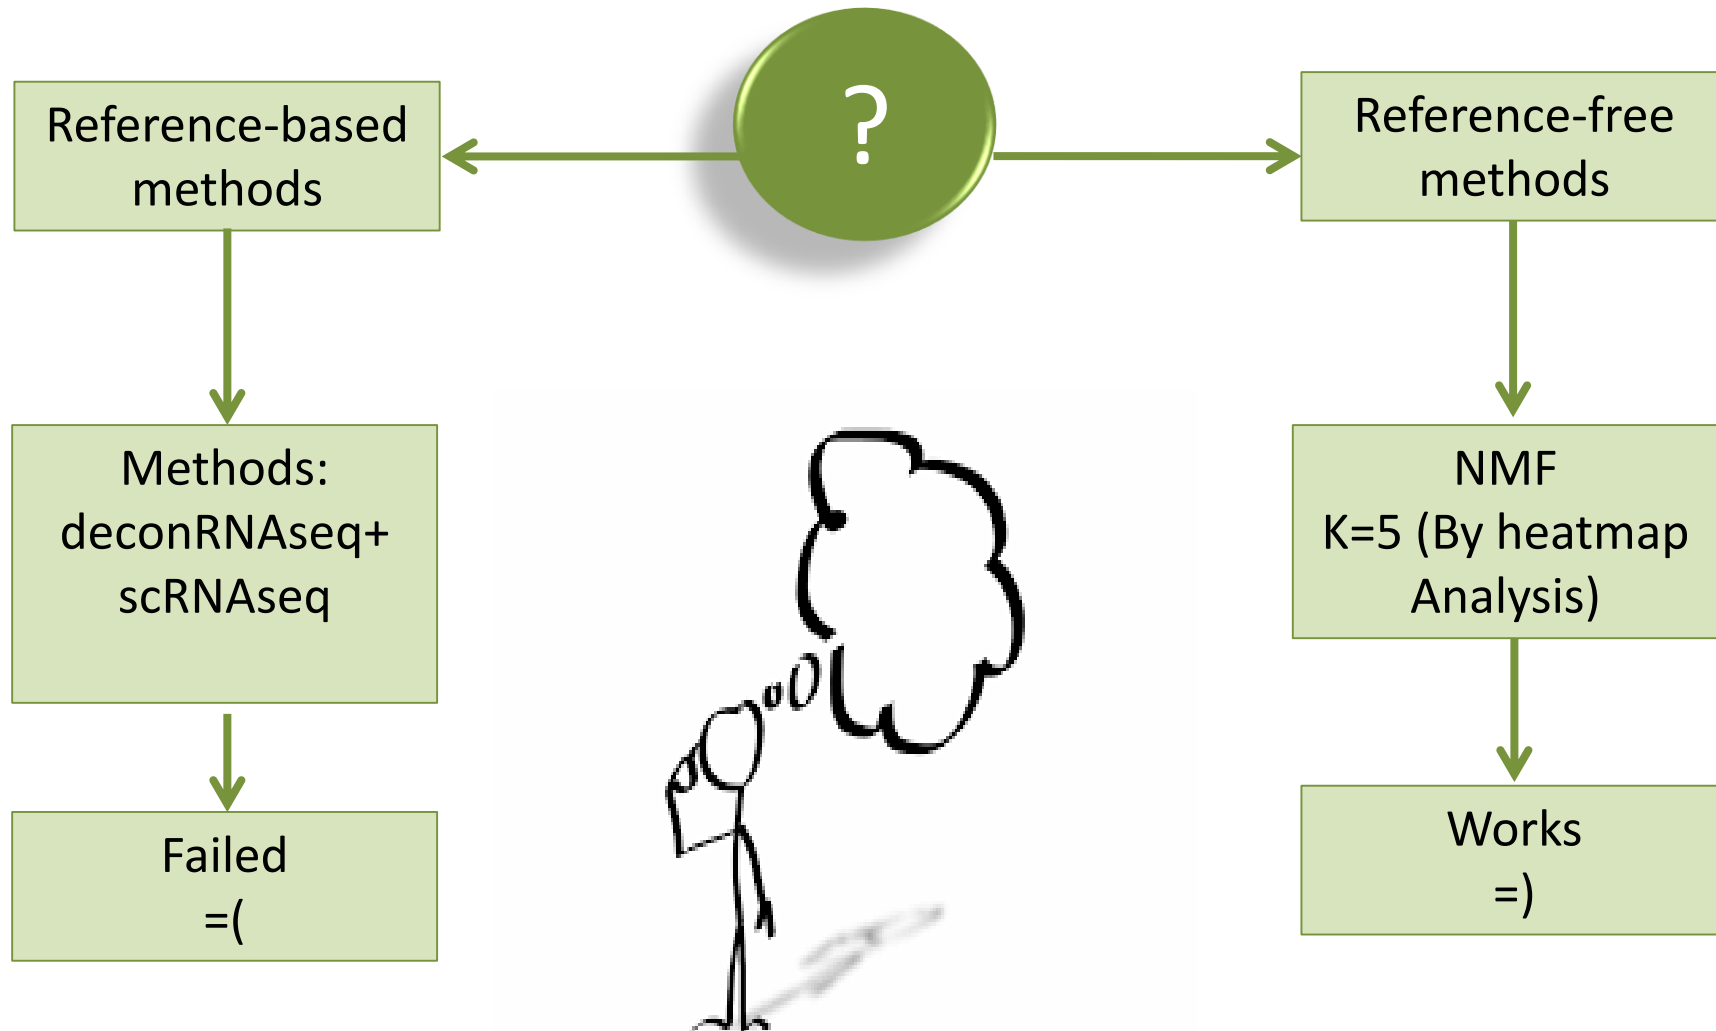 ?
Reference-based
methods
Reference-free
methods
Methods:
deconRNAseq+
scRNAseq
NMF
K=5 (By heatmap
Analysis)
Failed
=(
Works
=)